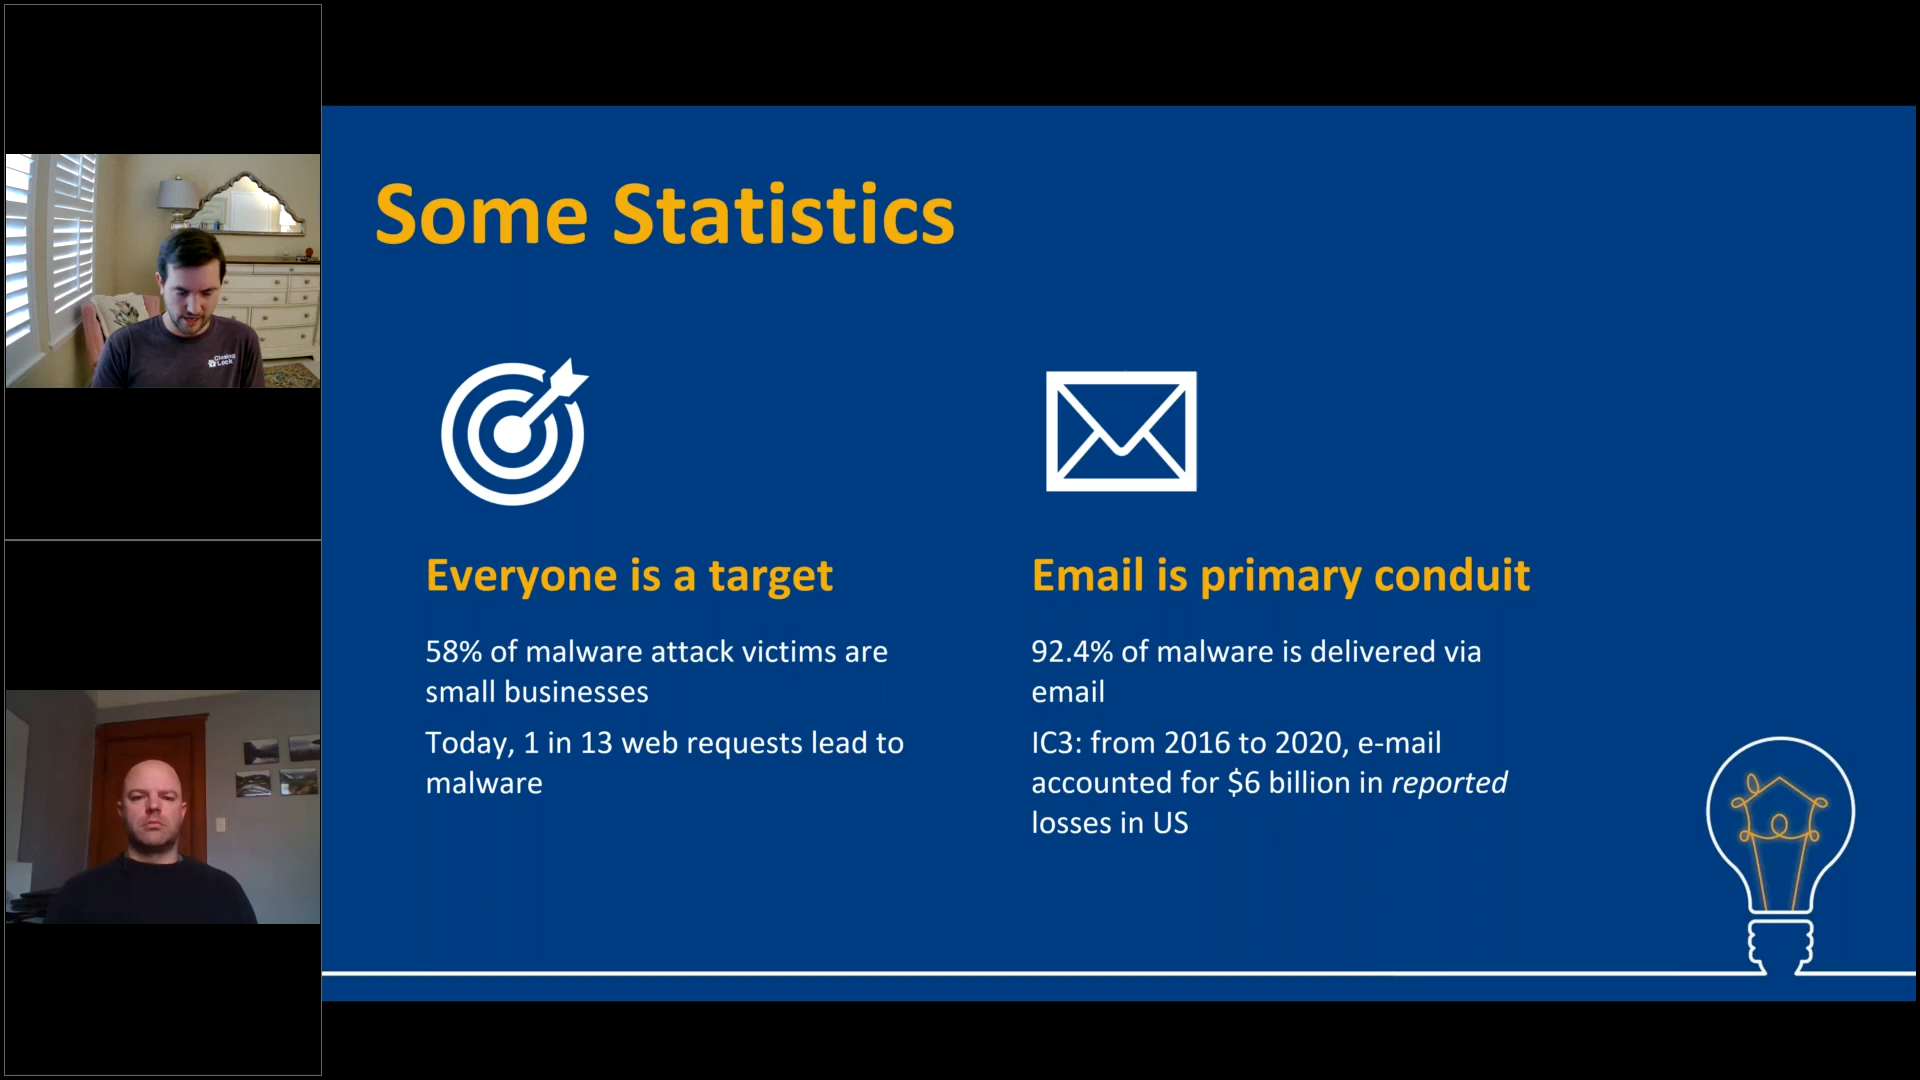 Some Statistics
Everyone is a target
58% of malware attack victims are
small businesses
Today, 1 in 13 web requests lead to
malware
Email is primary conduit
92.4% of malware is delivered via
email
IC3: from 2016 to 2020, e-mail
accounted for $6 billion in reported
losses in US
Closing
Lock